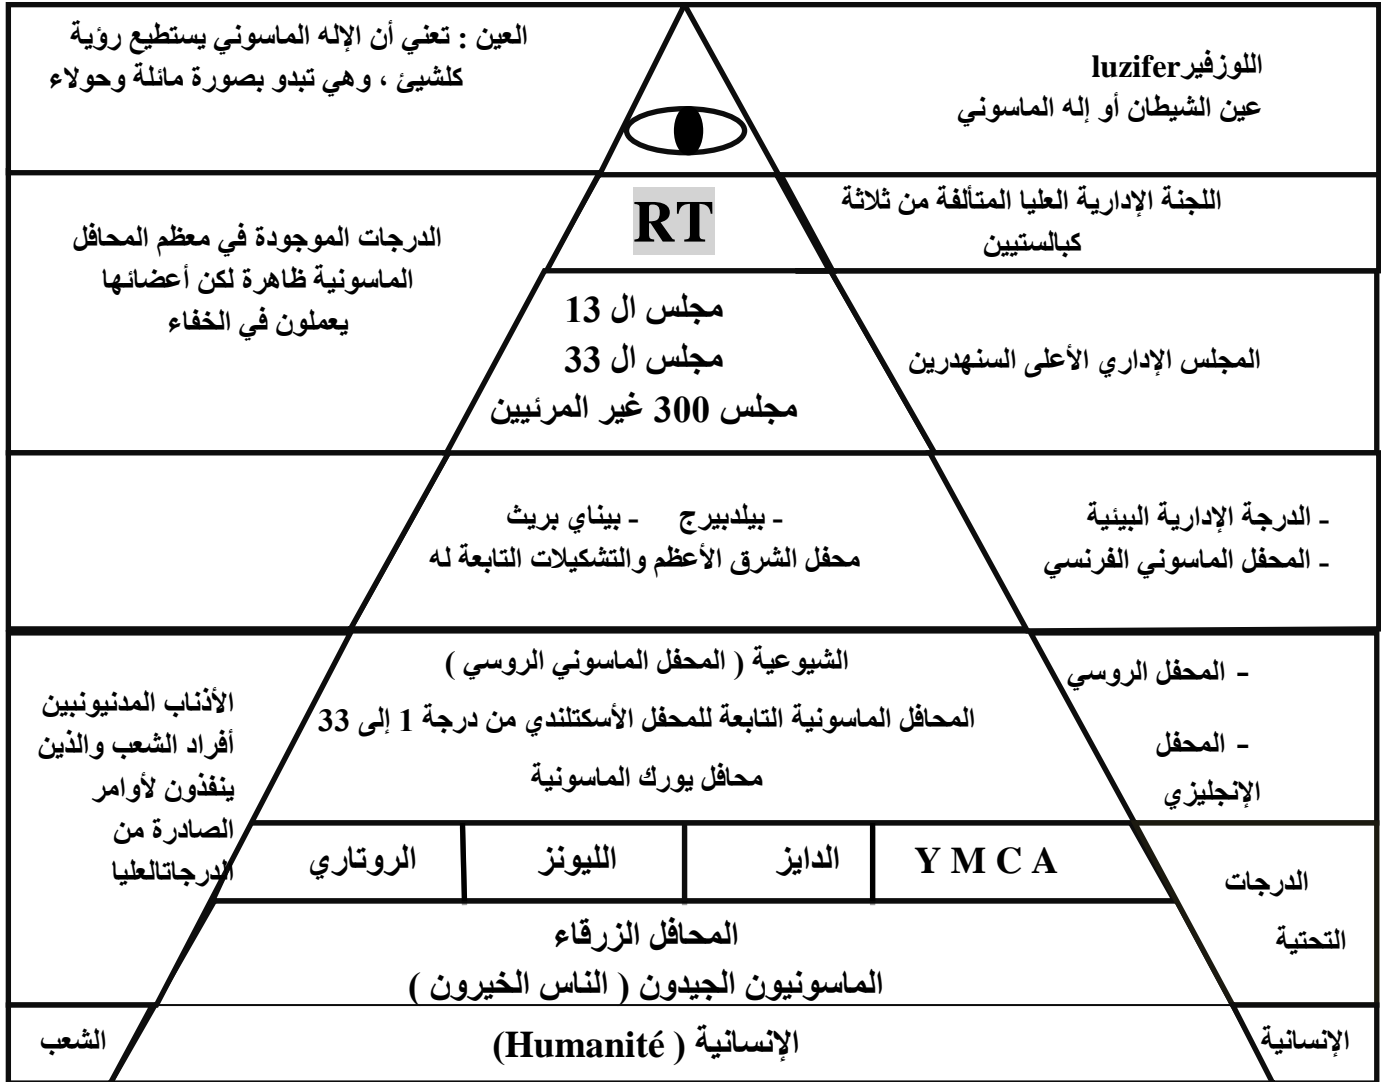 اللوزفير luzifer
عين الشيطان أو إله الماسوني
العين : تعني أن الإله الماسوني يستطيع رؤية
كلشيئ ، وهي تبدو بصورة مائلة وحولاء
اللجنة الإدارية العليا المتألفة من ثلاثة
كبالستيين
RT
الدرجات الموجودة في معظم المحافل
الماسونية ظاهرة لكن أعضائها
يعملون في الخفاء
المجلس الإداري الأعلى السنهدرين
مجلس ال 13
مجلس ال 33
مجلس 300 غير المرئيين
- الدرجة الإدارية البيئية
- المحفل الماسوني الفرنسي
- بيلدبيرج - بيناي بريث
محفل الشرق الأعظم والتشكيلات التابعة له
- المحفل الروسي
- المحفل
الإنجليزي
الشيوعية ( المحفل الماسوني الروسي )
المحافل الماسونية التابعة للمحفل الأسكتلندي من درجة 1 إلى 33
محافل يورك الماسونية
الأذناب المدنيونبين
أفراد الشعب والذين
ينفذون لأوامر
الصادرة من
الدرجاتالعليا
الدرجات
التحتية
Y M C A
الدايز
الليونز
الروتاري
المحافل الزرقاء
الماسونيون الجيدون ( الناس الخيرون )
الإنسانية
الإنسانية ( Humanité)
الشعب